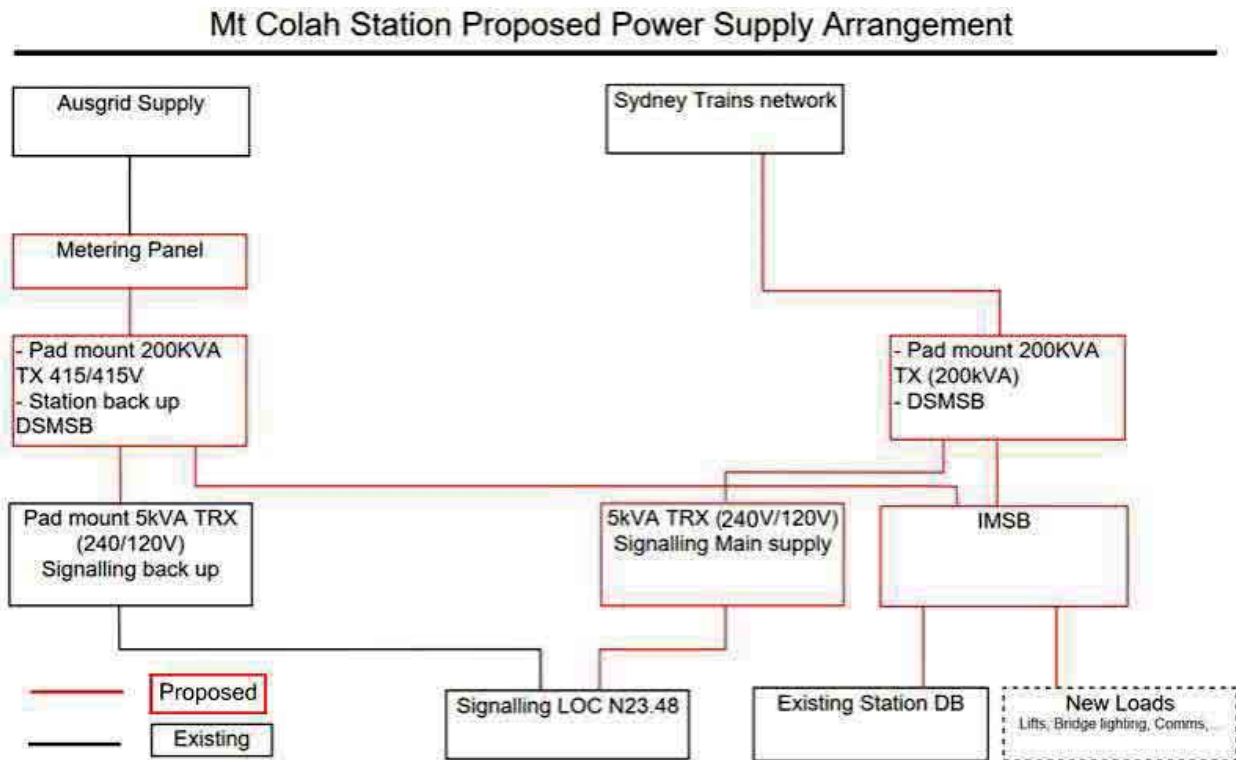 Mt Colah Station Proposed Power Supply Arrangement
Ausgrid Supply
Sydney Trains network
Metering Panel
- Pad mount 200KVA
TX 415/415V
- Station back up
DSMSB
- Pad mount 200KVA
TX (200kVA)
- DSMSB
Pad mount 5kVA TRX
(240/120V)
Signalling back up
5kVA TRX (240V/120V)
Signalling Main supply
IMSB
Proposed
Existing
Signalling LOC N23.48
Existing Station DB
New Loads
Lifts, Bridge lighting, Comms,...